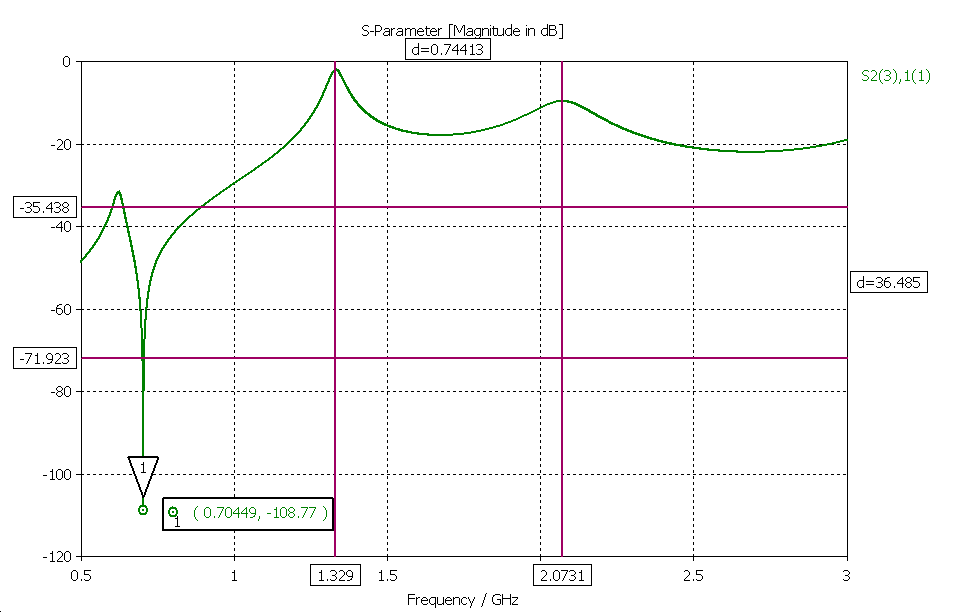 S-Parameter [Magnitude in dB]
d=0.74413
S2(3),1(1)
0
-20
-35.438
-40
d=36.485
-60
-71.923
-80
-100
1
1 ( 0.70449, -108.77 )
-120
0.5 1 1.329 1.5 2.0731 2.5 3
Frequency / GHz